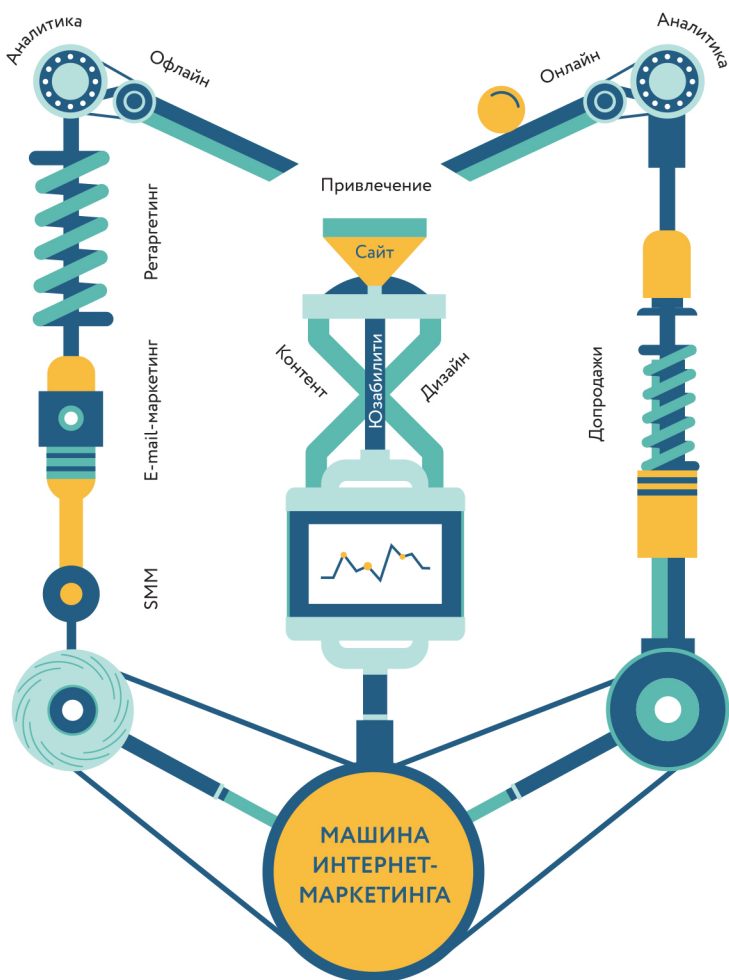 Аналитика
Офлайн
Онлайн
Аналитика
Привлечение
Сайт
Ретаргетинг
Контент
Юзабилити
Дизайн
E-mail-маркетинг
Допродажи
SMM
МАШИНА
ИНТЕРНЕТ-
МАРКЕТИНГА